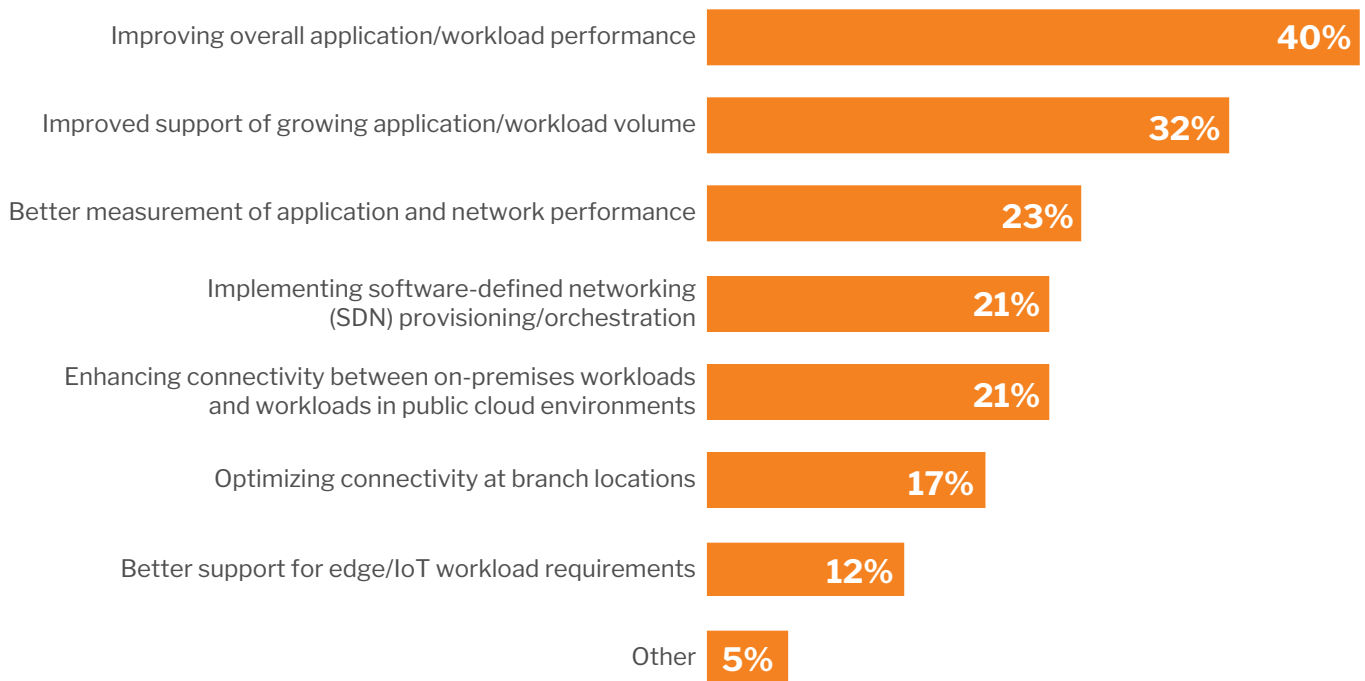 Improving overall application/workload performance
40%
Improved support of growing application/workload volume
32%
Better measurement of application and network performance
23%
Implementing software-defined networking
(SDN) provisioning/orchestration
21%
Enhancing connectivity between on-premises workloads
and workloads in public cloud environments
21%
Optimizing connectivity at branch locations
17%
Better support for edge/IoT workload requirements
12%
Other
5%